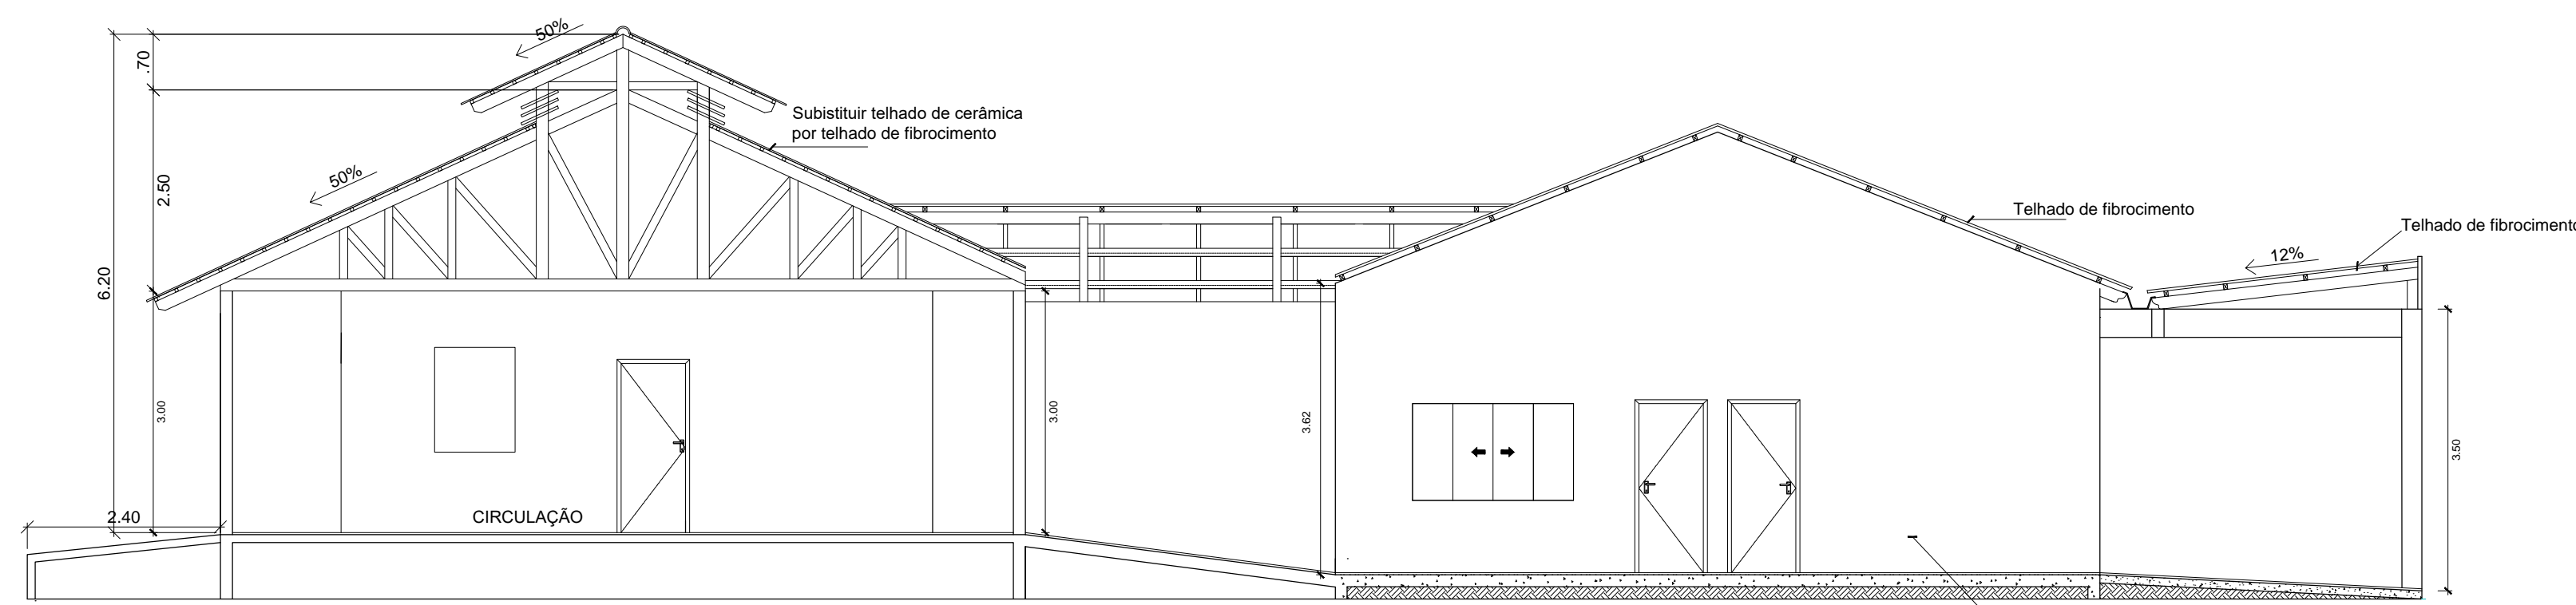 50%
.70
Subistituir telhado de cerâmica
por telhado de fibrocimento
50%
2.50
Telhado de fibrocimento
Telhado de fibrocimento
12%
6.20
3.00
3.00
3.62
3.50
2.40
CIRCULAÇÃO